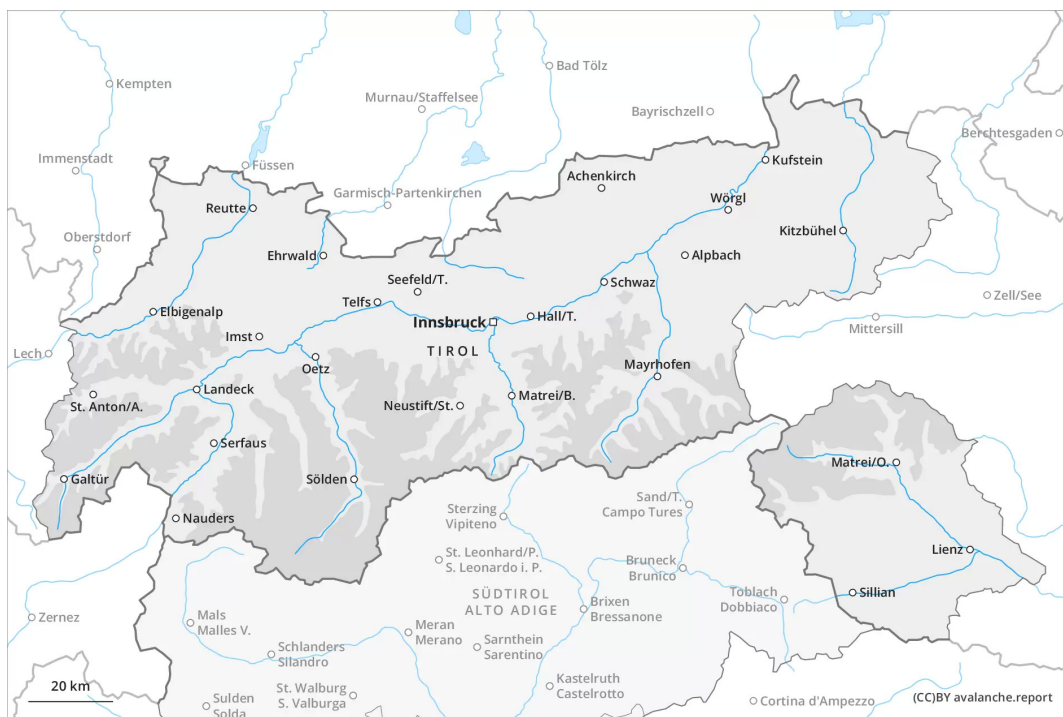 Kempten
Bad Tölz
Murnau/Staffelsee
Bayrischzell
Berchtesgaden
Immenstadt
Füssen
Kufstein
Achenkirch
Garmisch-Partenkirchen
Reutte
Wörgl
Kitzbühel
Oberstdorf
Ehrwald
Alpbach
Seefeld/T.
Schwaz
Zell/See
Telfs
Elbigenalp
Innsbruck
Hall/T.
Mittersill
Imst
TIROL
Lech
Oetz
Mayrhofen
Landeck
St. Anton/A.
Neustift/St.
Matrei/B.
Serfaus
Matrei/O.
Galtür
Sölden
Sand/T.
Campo Tures
Sterzing
Vipiteno
Nauders
Lienz
St. Leonhard/P.
S. Leonardo i. P.
Bruneck
Brunico
SÜDTIROL
ALTO ADIGE
Sillian
Toblach
Dobbiaco
Brixen
Bressanone
Zernez
Mals
Malles V.
Meran
Merano
Sarnthein
Sarentino
Schlanders
Silandro
Kastelruth
Castelrotto
20 km
St. Walburg
S. Valburga
Sulden
Solda
Cortina d'Ampezzo
(CC)BY avalanche.report